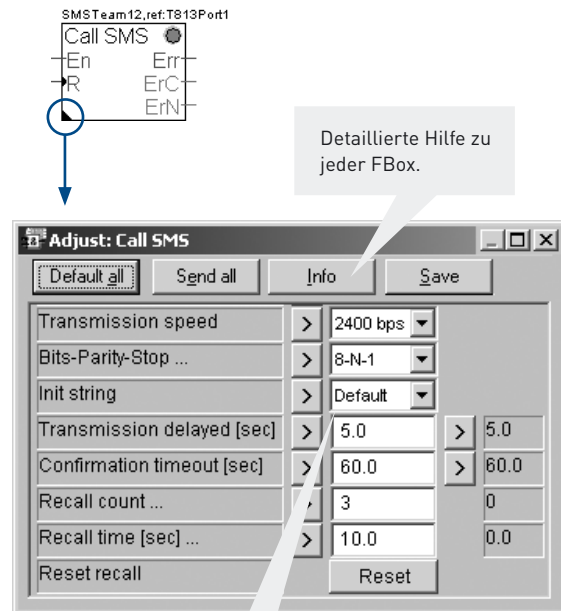 SMSTeam12,ref:T813Port1
Call SMS
En Err
R ErC
ErN
Detaillierte Hilfe zu
jeder FBox.
Adjust: Call SMS
Default all Send all Info Save
Transmission speed > 2400 bps
Bits-Parity-Stop ... > 8-N-1
Init string > Default
Transmission delayed [sec] > 5.0 > 5.0
Confirmation timeout [sec] > 60.0 > 60.0
Recall count ... > 3 0
Recall time [sec] ... > 10.0 0.0
Reset recall Reset